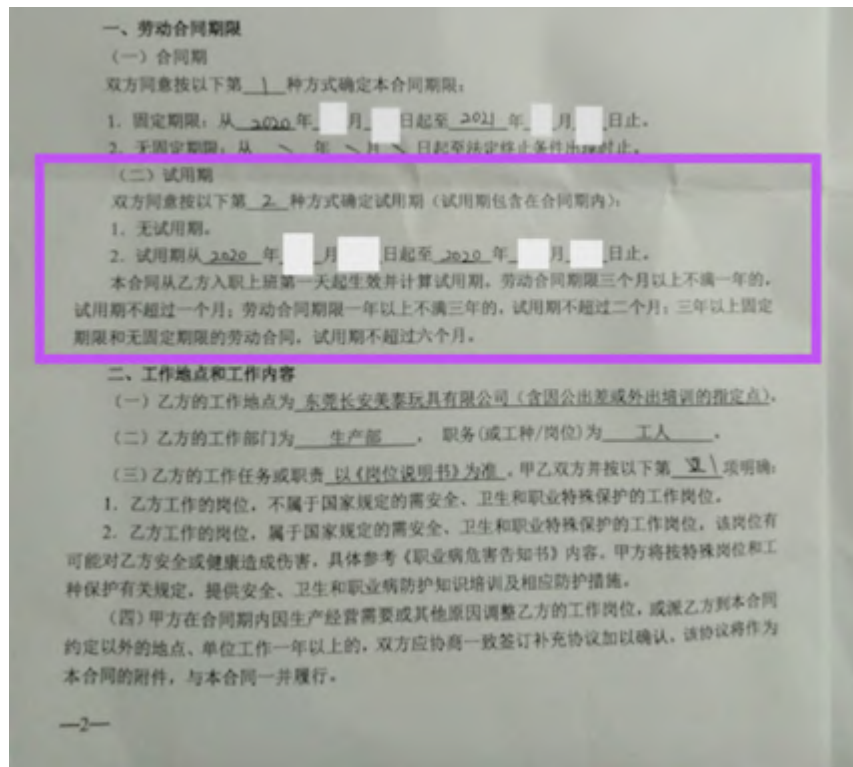 一、劳动合同期限
（一）合同期
双方同意按以下第 1 种方式确定本合同期限：
1. 固定期限：从 2020 年 月 日起至 2021 年 月 日止。
2. 无固定期限：从 \ 年 \ 月 \ 日起至法定终止条件出现时止。
（二）试用期
双方同意按以下第 2 种方式确定试用期（试用期包含在合同期内）：
1. 无试用期。
2. 试用期从 2020 年 月 日起至 2020 年 月 日止。
本合同从乙方入职上班第一天起生效并计算试用期。劳动合同期限三个月以上不满一年的，
试用期不超过一个月；劳动合同期限一年以上不满三年的，试用期不超过二个月；三年以上固定
期限和无固定期限的劳动合同，试用期不超过六个月。
二、工作地点和工作内容
（一）乙方的工作地点为 东莞长安美泰玩具有限公司（含因公出差或外出培训的指定点）。
（二）乙方的工作部门为 生产部 ， 职务(或工种/岗位)为 工人 。
（三）乙方的工作任务或职责 以《岗位说明书》为准 。甲乙双方并按以下第 1 项明确：
1. 乙方工作的岗位，不属于国家规定的需安全、卫生和职业特殊保护的工作岗位。
2. 乙方工作的岗位，属于国家规定的需安全、卫生和职业特殊保护的工作岗位，该岗位有
可能对乙方安全或健康造成伤害，具体参考《职业病危害告知书》内容。甲方将按特殊岗位和工
种保护有关规定，提供安全、卫生和职业病防护知识培训及相应防护措施。
（四）甲方在合同期内因生产经营需要或其他原因调整乙方的工作岗位，或派乙方到本合同
约定以外的地点、单位工作一年以上的，双方应协商一致签订补充协议加以确认，该协议将作为
本合同的附件，与本合同一并履行。
—2—